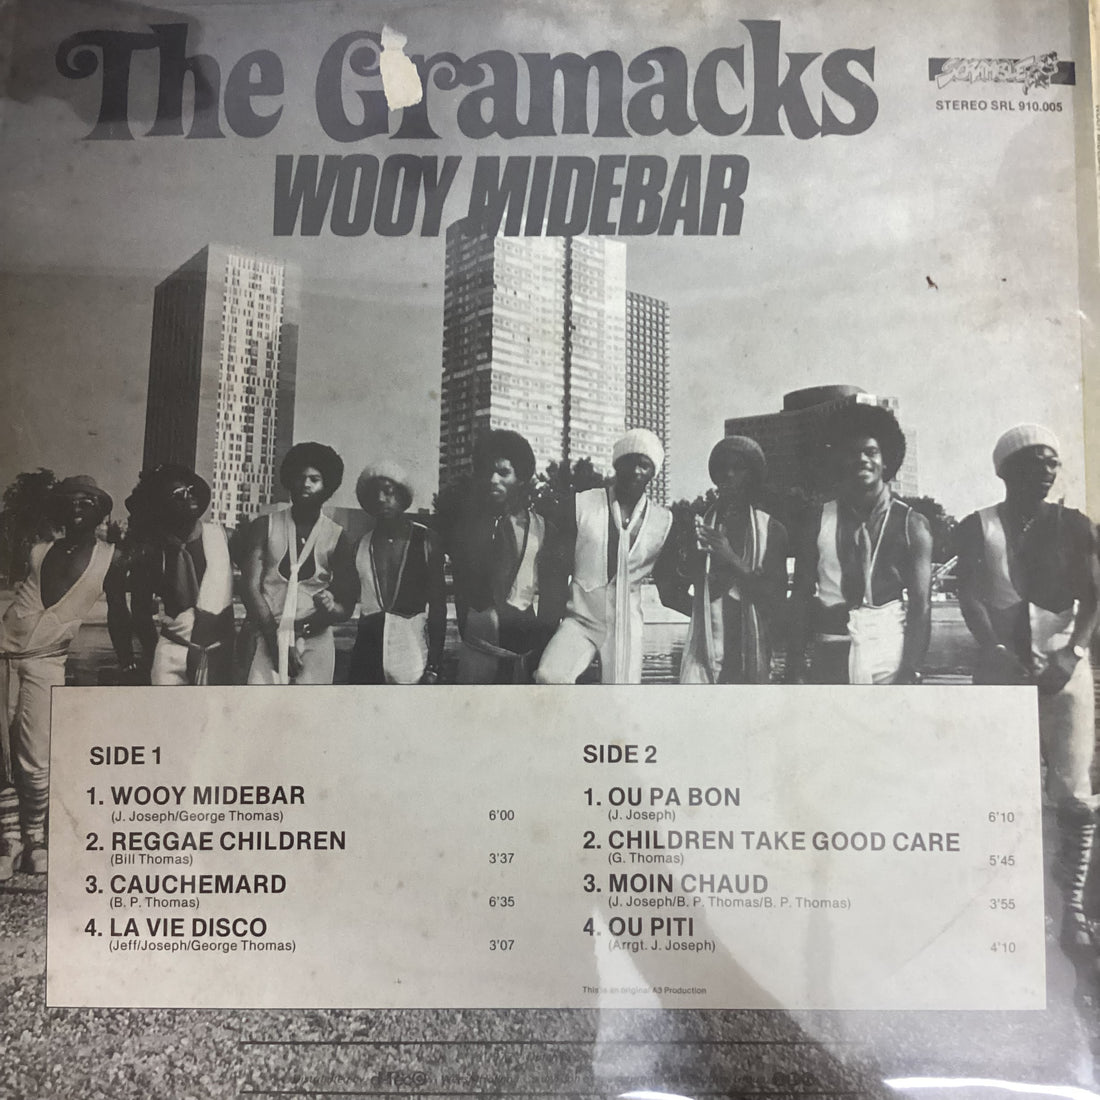 The Gramacks
SCRAMBLE
STEREO SRL 910.005
WOOY MIDEBAR
SIDE 1
1. WOOY MIDEBAR
(J. Joseph/George Thomas) 6'00
2. REGGAE CHILDREN
(Bill Thomas) 3'37
3. CAUCHEMARD
(B. P. Thomas) 6'35
4. LA VIE DISCO
(Jeff/Joseph/George Thomas) 3'07
SIDE 2
1. OU PA BON
(J. Joseph) 6'10
2. CHILDREN TAKE GOOD CARE
(G. Thomas) 5'45
3. MOIN CHAUD
(J. Joseph/B. P. Thomas/B. P. Thomas) 3'55
4. OU PITI
(Arrgt. J. Joseph) 4'10
This is an original A3 Production